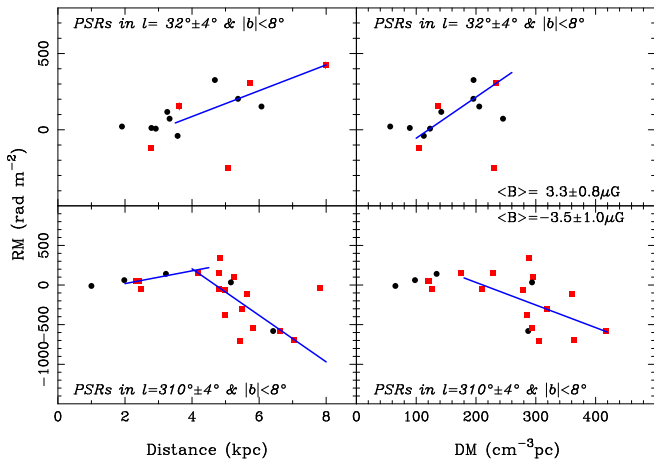 PSRs in l= 32°±4° & |b|<8°
PSRs in l= 32°±4° & |b|<8°
500
0
<B>= 3.3±0.8μG
<B>=−3.5±1.0μG
RM (rad m−2)
500
0
−500
−1000
PSRs in l=310°±4° & |b|<8°
PSRs in l=310°±4° & |b|<8°
0 2 4 6 8
0 100 200 300 400
Distance (kpc)
DM (cm−3pc)